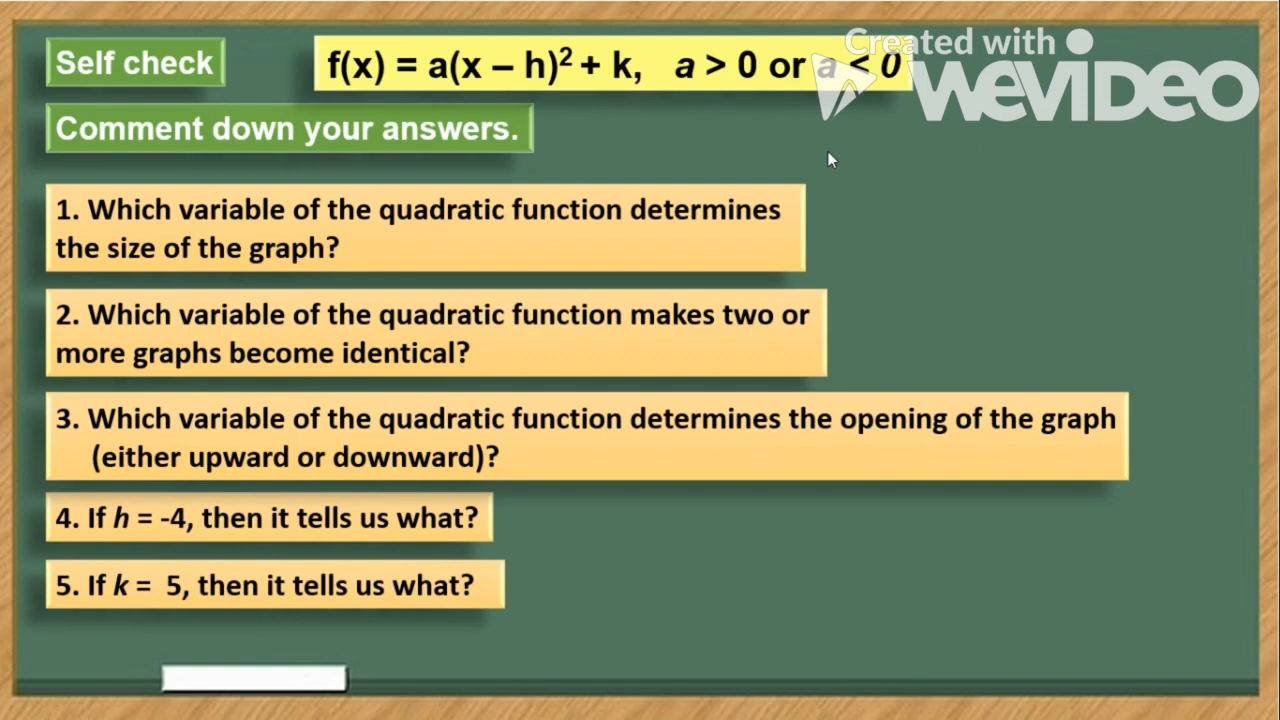 Self check
f(x) = a(x – h)² + k, a > 0 or a < 0
Created with
WEVIDEO
Comment down your answers.
1. Which variable of the quadratic function determines
the size of the graph?
2. Which variable of the quadratic function makes two or
more graphs become identical?
3. Which variable of the quadratic function determines the opening of the graph
(either upward or downward)?
4. If h = -4, then it tells us what?
5. If k = 5, then it tells us what?